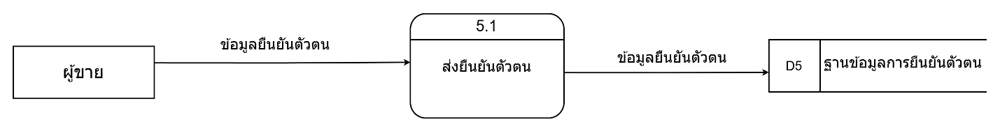 ผู้ขาย
ข้อมูลยืนยันตัวตน
5.1
ส่งยืนยันตัวตน
ข้อมูลยืนยันตัวตน
D5
ฐานข้อมูลการยืนยันตัวตน